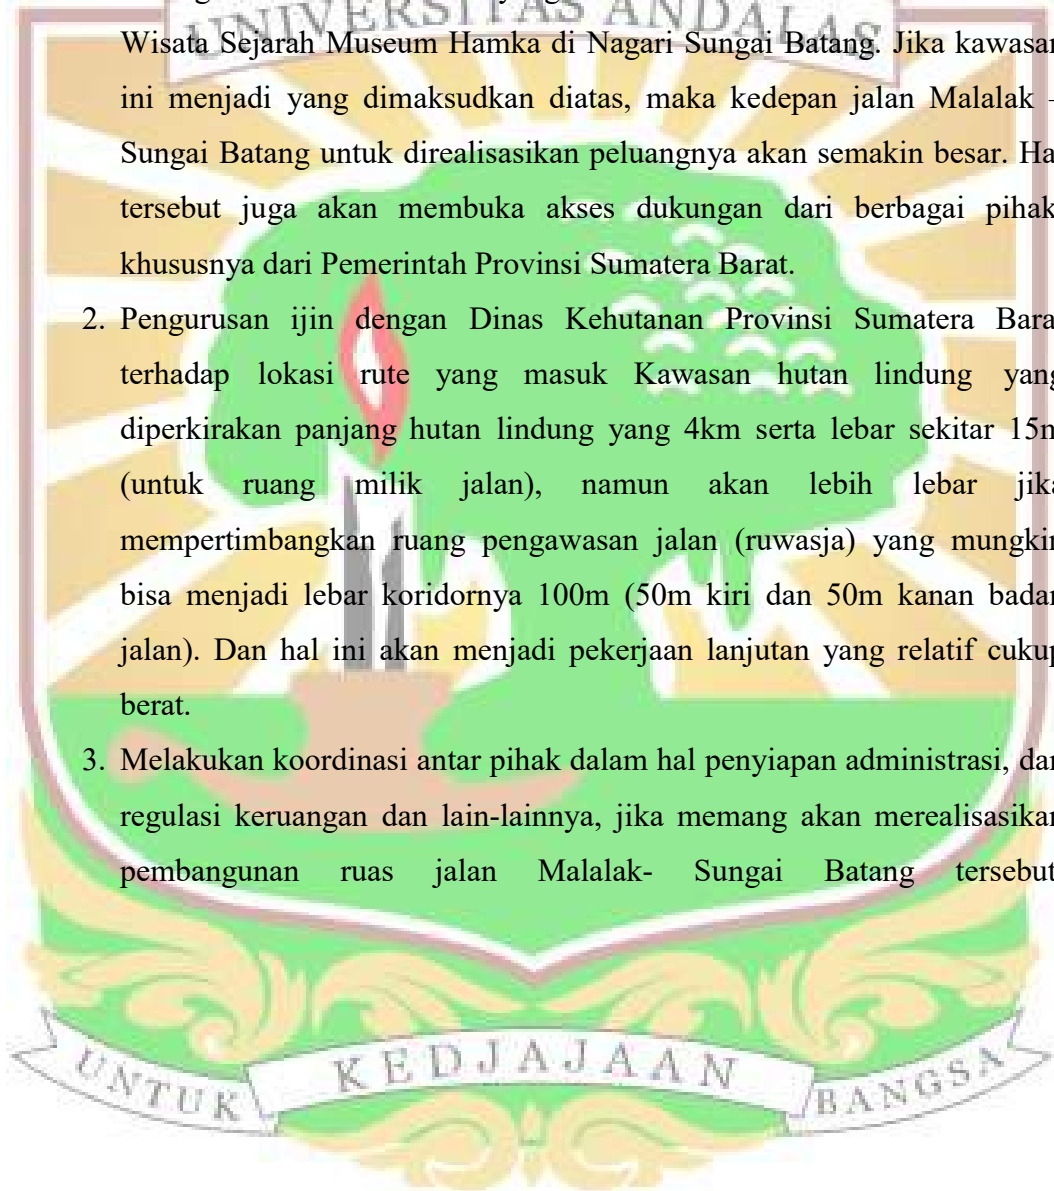 UNIVERSITAS ANDALAS
Wisata Sejarah Museum Hamka di Nagari Sungai Batang. Jika kawasan
ini menjadi yang dimaksudkan diatas, maka kedepan jalan Malalak -
Sungai Batang untuk direalisasikan peluangnya akan semakin besar. Hal
tersebut juga akan membuka akses dukungan dari berbagai pihak
khususnya dari Pemerintah Provinsi Sumatera Barat.
2. Pengurusan ijin dengan Dinas Kehutanan Provinsi Sumatera Barat
terhadap lokasi rute yang masuk Kawasan hutan lindung yang
diperkirakan panjang hutan lindung yang 4km serta lebar sekitar 15m
(untuk ruang milik jalan), namun akan lebih lebar jika
mempertimbangkan ruang pengawasan jalan (ruwasja) yang mungkin
bisa menjadi lebar koridornya 100m (50m kiri dan 50m kanan badan
jalan). Dan hal ini akan menjadi pekerjaan lanjutan yang relatif cukup
berat.
3. Melakukan koordinasi antar pihak dalam hal penyiapan administrasi, dan
regulasi keruangan dan lain-lainnya, jika memang akan merealisasikan
pembangunan ruas jalan Malalak- Sungai Batang tersebut
UNTUK KEDJAJAAN BANGSA